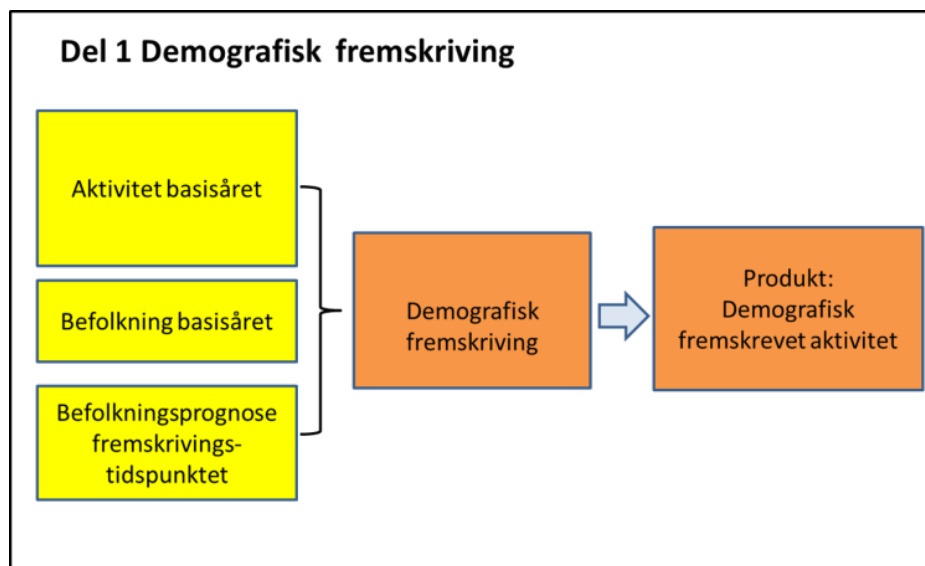 Del 1 Demografisk fremskriving
Aktivitet basisåret
Befolkning basisåret
Befolkningsprognose
fremskrivings-
tidspunktet
Demografisk
fremskriving
Produkt:
Demografisk
fremskrevet aktivitet